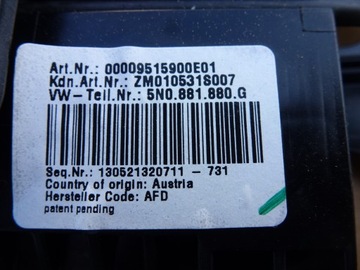 Art.Nr.: 00009515900E01
Kdn.Art.Nr.: ZM010531S007
VW-Teil.Nr.: 5N0.881.880.G
Seq.Nr.: 130521320711 - 731
Country of origin: Austria
Hersteller Code: AFD
patent pending